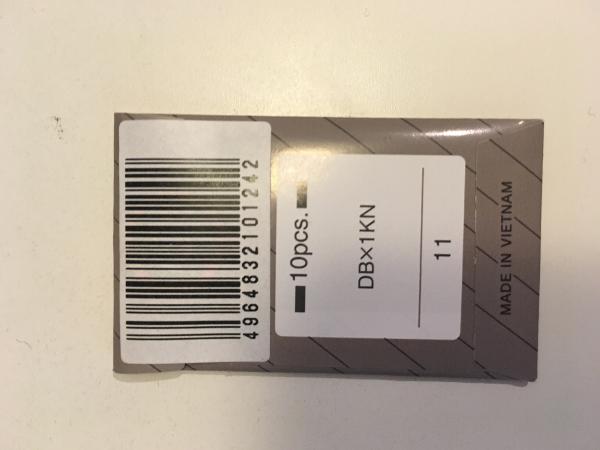 4964832101242
10pcs.
DB×1KN
11
MADE IN VIETNAM